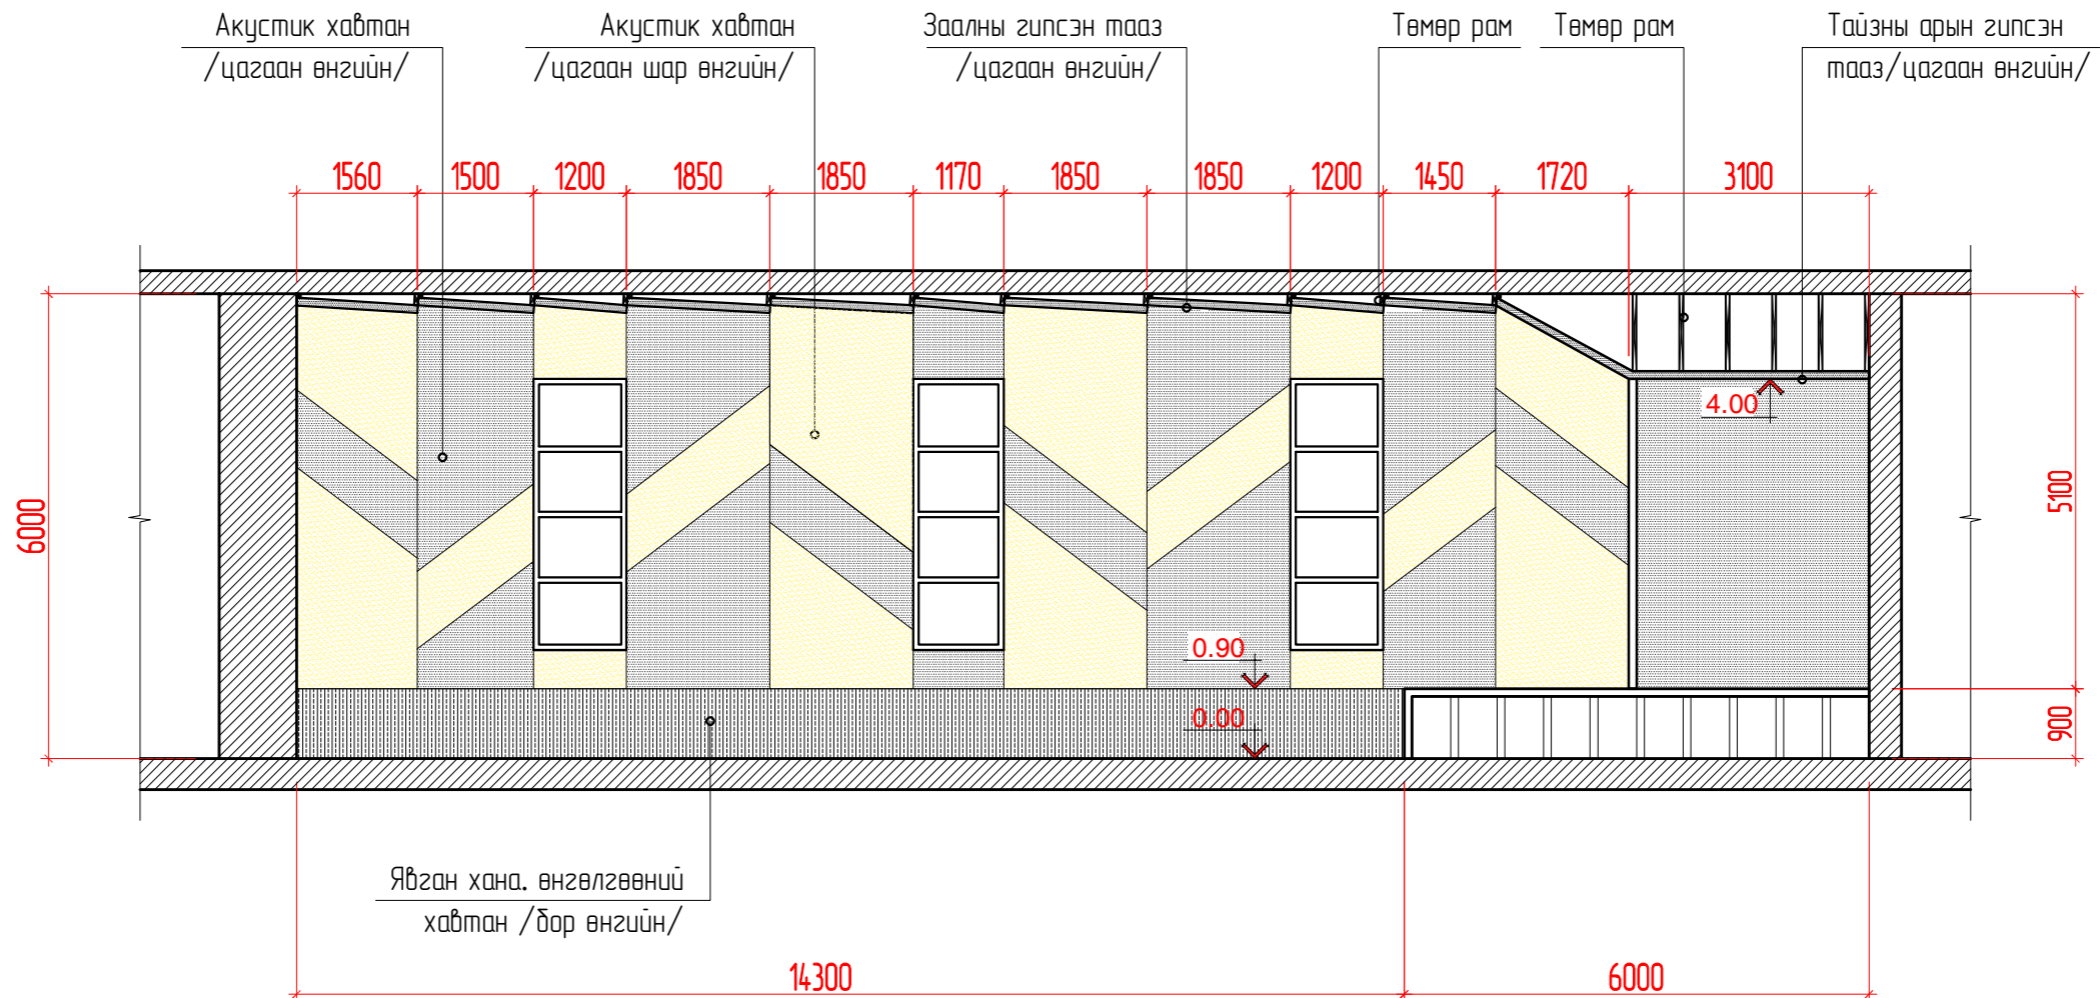 Акустик хавтан
/цагаан өнгийн/
Акустик хавтан
/цагаан шар өнгийн/
Заалны гипсэн тааз
/цагаан өнгийн/
Төмөр рам
Төмөр рам
Тайзны арын гипсэн
тааз/цагаан өнгийн/
1560
1500
1200
1850
1850
1170
1850
1850
1200
1450
1720
3100
6000
4.00
5100
0.90
0.00
900
Явган хана. өнгөлгөөний
хавтан /бор өнгийн/
14300
6000